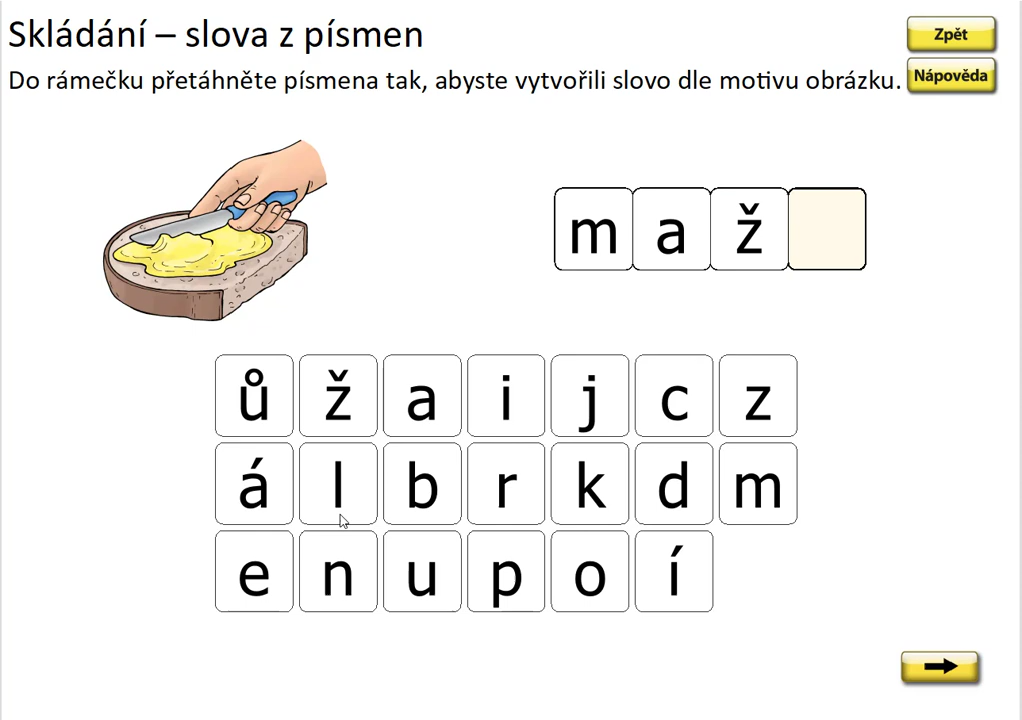 Skládání – slova z písmen
Zpět
Do rámečku přetáhněte písmena tak, abyste vytvořili slovo dle motivu obrázku.
Nápověda
m a ž
ů ž a i j c z
á l b r k d m
e n u p o í